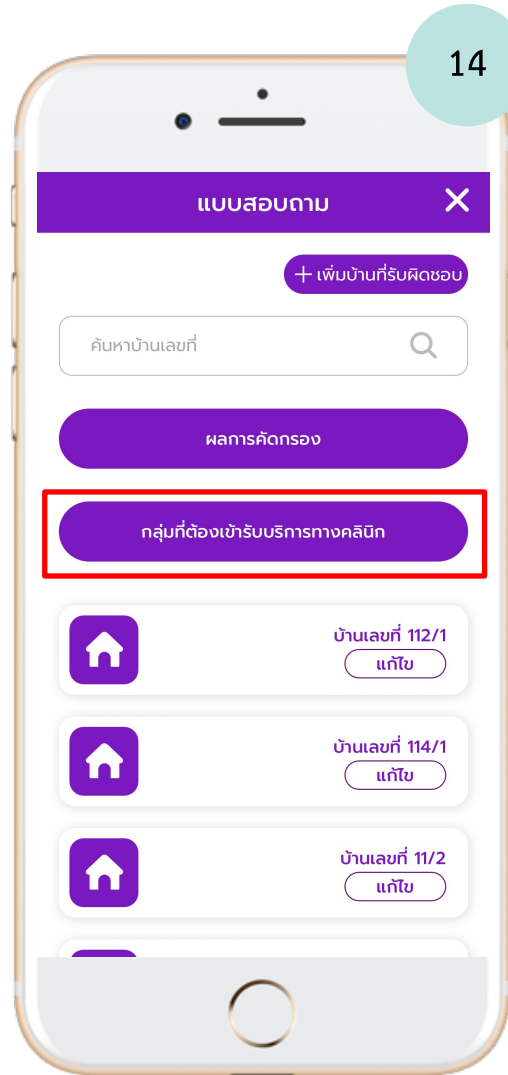 14
แบบสอบถาม
เพิ่มบ้านที่รับผิดชอบ
ค้นหาบ้านเลขที่
ผลการคัดกรอง
กลุ่มที่ต้องเข้ารับบริการทางคลินิก
บ้านเลขที่ 112/1
แก้ไข
บ้านเลขที่ 114/1
แก้ไข
บ้านเลขที่ 11/2
แก้ไข